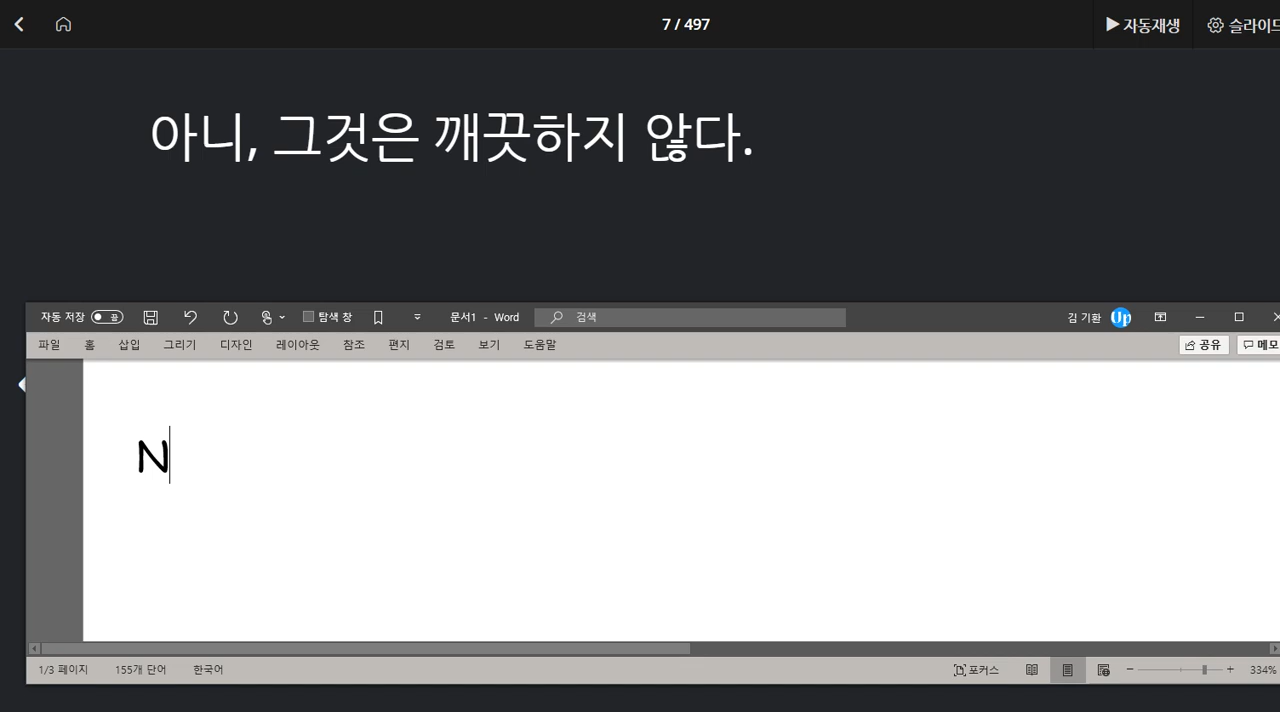 7 / 497
자동재생
슬라이드
아니, 그것은 깨끗하지 않다.
자동 저장 끔 탐색 창 문서1 - Word 검색 김 기환 Up
파일 홈 삽입 그리기 디자인 레이아웃 참조 편지 검토 보기 도움말 공유 메모
N
1/3 페이지 155개 단어 한국어 포커스 334%